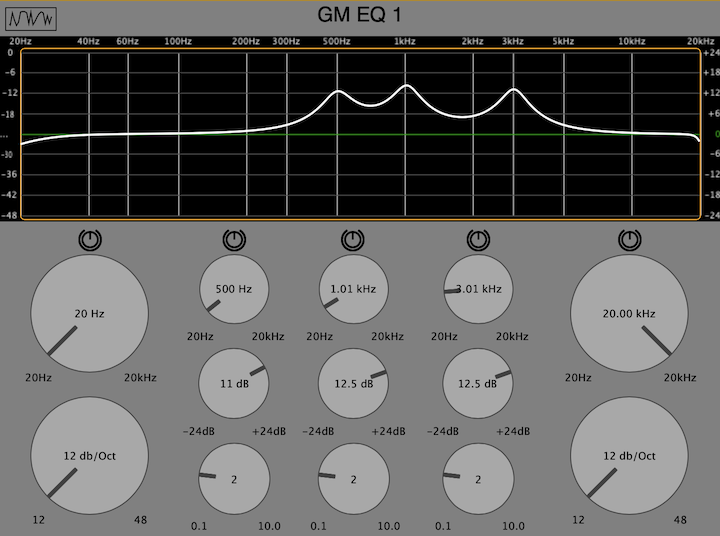 GM EQ 1
20Hz 40Hz 60Hz 100Hz 200Hz 300Hz 500Hz 1kHz 2kHz 3kHz 5kHz 10kHz 20kHz
0 +24
-6 +18
-12 +12
-18 +6
... 0
-30 -6
-36 -12
-42 -18
-48 -24
20 Hz 500 Hz 1.01 kHz 3.01 kHz 20.00 kHz
20Hz 20kHz 20Hz 20kHz 20Hz 20kHz
20Hz 20kHz 20Hz 20kHz
11 dB 12.5 dB 12.5 dB
-24dB +24dB -24dB +24dB -24dB +24dB
12 db/Oct 2 2 2 12 db/Oct
12 48 12 48
0.1 10.0 0.1 10.0 0.1 10.0